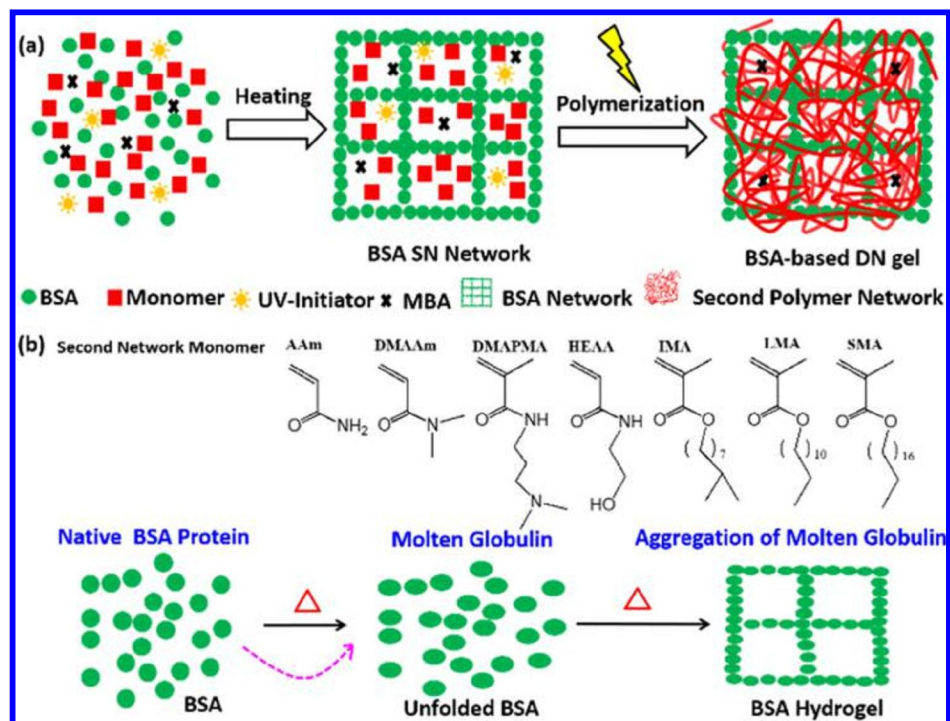 (a)
Heating
Polymerization
BSA SN Network
BSA-based DN gel
BSA Monomer UV-Initiator MBA BSA Network Second Polymer Network
(b) Second Network Monomer
AAm DMAAm DMAPMA HEAA IMA LMA SMA
O NH2 O N O NH O NH O O O O O O
( )7 ( )10 ( )16
N HO
Native BSA Protein Molten Globulin Aggregation of Molten Globulin
BSA Unfolded BSA BSA Hydrogel